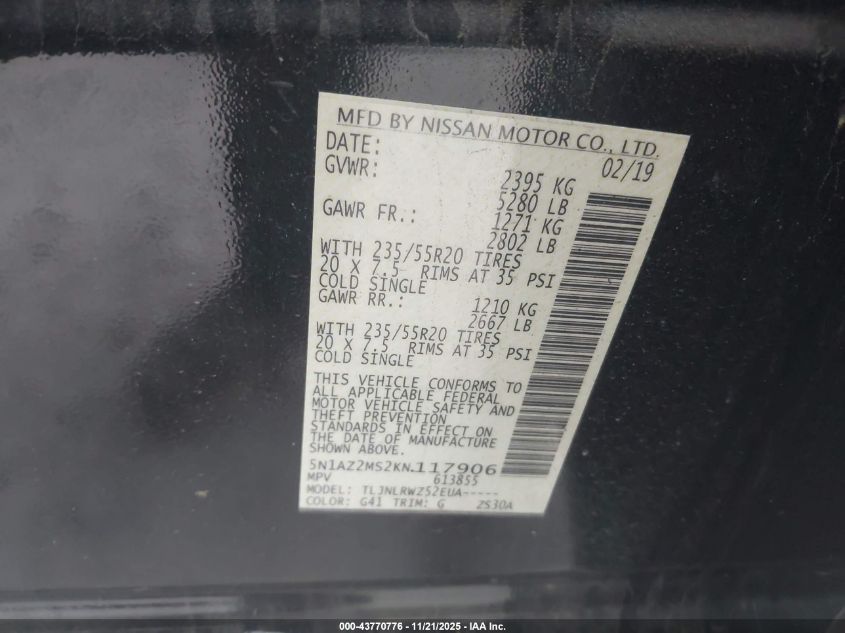 MFD BY NISSAN MOTOR CO., LTD.
DATE: 02/19
GVWR: 2395 KG
5280 LB
GAWR FR.: 1271 KG
2802 LB
WITH 235/55R20 TIRES
20 X 7.5 RIMS AT 35 PSI
COLD SINGLE
GAWR RR.: 1210 KG
2667 LB
WITH 235/55R20 TIRES
20 X 7.5 RIMS AT 35 PSI
COLD SINGLE
THIS VEHICLE CONFORMS TO
ALL APPLICABLE FEDERAL
MOTOR VEHICLE SAFETY AND
THEFT PREVENTION
STANDARDS IN EFFECT ON
THE DATE OF MANUFACTURE
SHOWN ABOVE.
5N1AZ2MS2KN117906
MPV 613855
MODEL: TLJNLRWZ52EUA-----
COLOR: G41 TRIM: G ZS30A
000-43770776 - 11/21/2025 - IAA Inc.